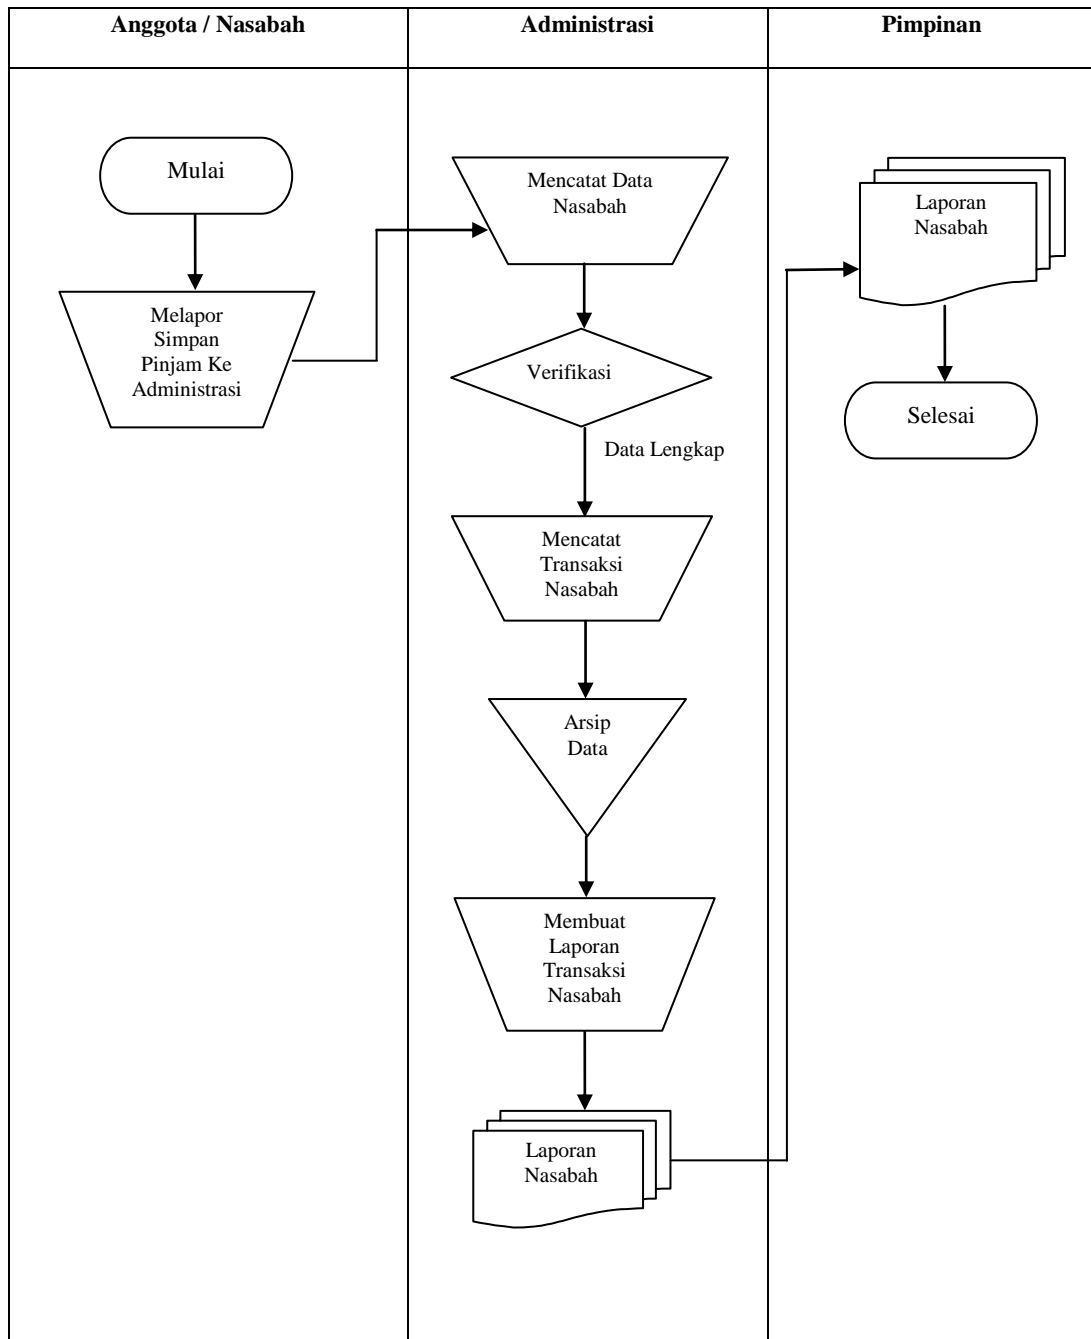 Anggota / Nasabah
Administrasi
Pimpinan
Mulai
Melapor
Simpan
Pinjam Ke
Administrasi
Mencatat Data
Nasabah
Verifikasi
Data Lengkap
Mencatat
Transaksi
Nasabah
Arsip
Data
Membuat
Laporan
Transaksi
Nasabah
Laporan
Nasabah
Laporan
Nasabah
Selesai